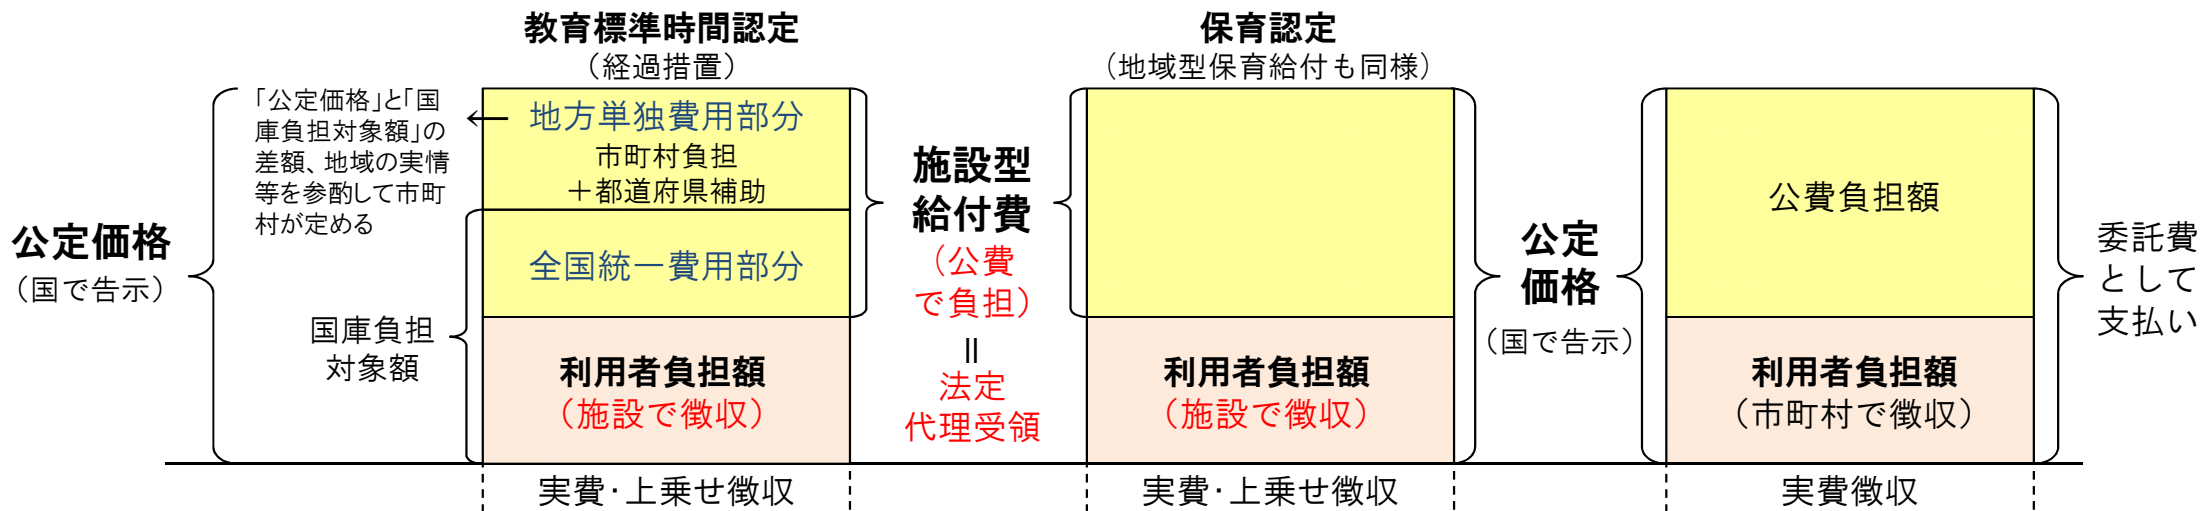 教育標準時間認定
（経過措置）
保育認定
（地域型保育給付も同様）
公定価格
（国で告示）
「公定価格」と「国
庫負担対象額」の
差額、地域の実情
等を参酌して市町
村が定める
←
地方単独費用部分
市町村負担
＋都道府県補助
全国統一費用部分
国庫負担
対象額
利用者負担額
（施設で徴収）
実費・上乗せ徴収
施設型
給付費
（公費
で負担）
＝
法定
代理受領
利用者負担額
（施設で徴収）
実費・上乗せ徴収
公定
価格
（国で告示）
公費負担額
利用者負担額
（市町村で徴収）
実費徴収
委託費
として
支払い